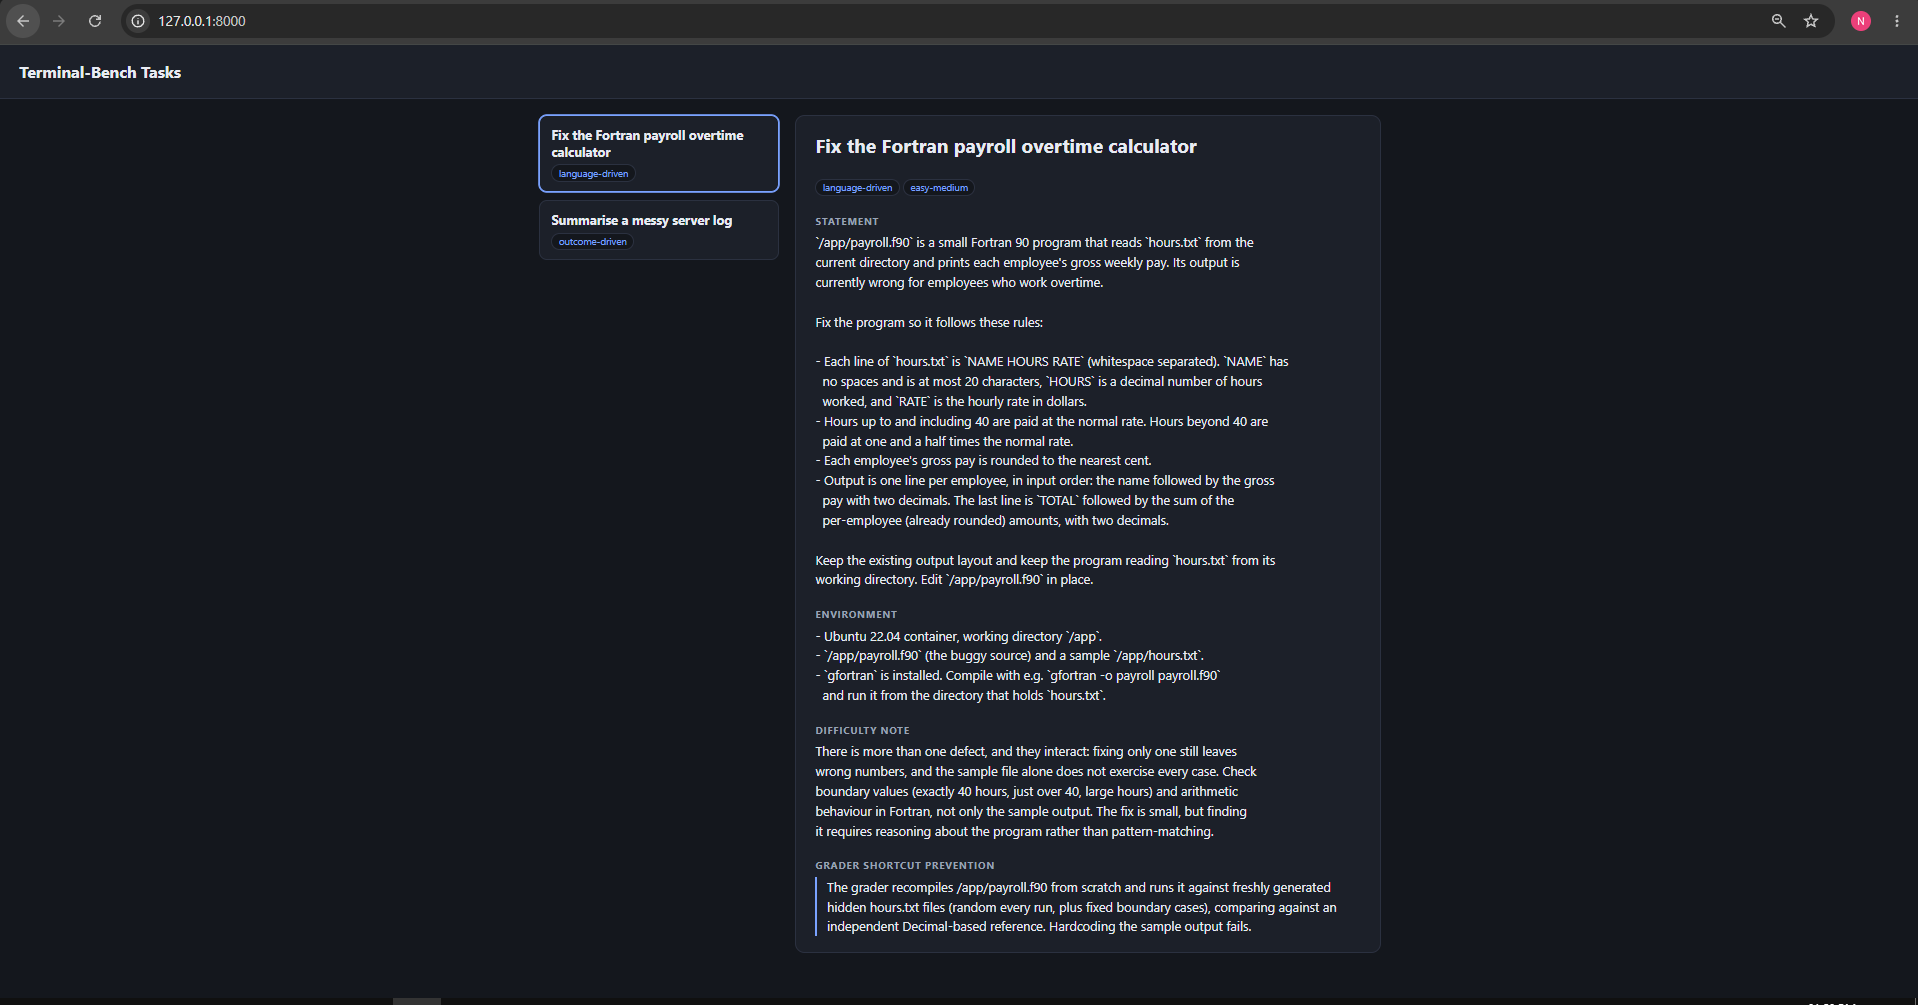 127.0.0.1:8000
N
Terminal-Bench Tasks
Fix the Fortran payroll overtime
calculator
language-driven
Summarise a messy server log
outcome-driven
Fix the Fortran payroll overtime calculator
language-driven easy-medium
STATEMENT
`/app/payroll.f90` is a small Fortran 90 program that reads `hours.txt` from the
current directory and prints each employee's gross weekly pay. Its output is
currently wrong for employees who work overtime.
Fix the program so it follows these rules:
- Each line of `hours.txt` is `NAME HOURS RATE` (whitespace separated). `NAME` has
no spaces and is at most 20 characters, `HOURS` is a decimal number of hours
worked, and `RATE` is the hourly rate in dollars.
- Hours up to and including 40 are paid at the normal rate. Hours beyond 40 are
paid at one and a half times the normal rate.
- Each employee's gross pay is rounded to the nearest cent.
- Output is one line per employee, in input order: the name followed by the gross
pay with two decimals. The last line is `TOTAL` followed by the sum of the
per-employee (already rounded) amounts, with two decimals.
Keep the existing output layout and keep the program reading `hours.txt` from its
working directory. Edit `/app/payroll.f90` in place.
ENVIRONMENT
- Ubuntu 22.04 container, working directory `/app`.
- `/app/payroll.f90` (the buggy source) and a sample `/app/hours.txt`.
- `gfortran` is installed. Compile with e.g. `gfortran -o payroll payroll.f90`
and run it from the directory that holds `hours.txt`.
DIFFICULTY NOTE
There is more than one defect, and they interact: fixing only one still leaves
wrong numbers, and the sample file alone does not exercise every case. Check
boundary values (exactly 40 hours, just over 40, large hours) and arithmetic
behaviour in Fortran, not only the sample output. The fix is small, but finding
it requires reasoning about the program rather than pattern-matching.
GRADER SHORTCUT PREVENTION
The grader recompiles /app/payroll.f90 from scratch and runs it against freshly generated
hidden hours.txt files (random every run, plus fixed boundary cases), comparing against an
independent Decimal-based reference. Hardcoding the sample output fails.